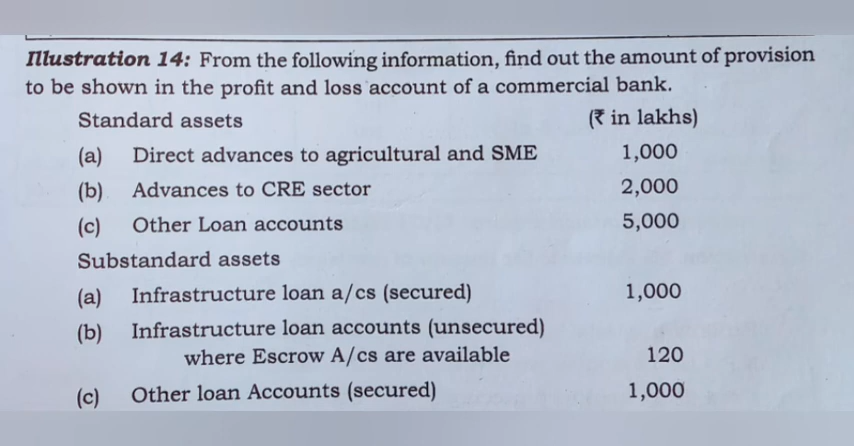 Illustration 14: From the following information, find out the amount of provision
to be shown in the profit and loss account of a commercial bank.
Standard assets (₹ in lakhs)
(a) Direct advances to agricultural and SME 1,000
(b) Advances to CRE sector 2,000
(c) Other Loan accounts 5,000
Substandard assets
(a) Infrastructure loan a/cs (secured) 1,000
(b) Infrastructure loan accounts (unsecured)
where Escrow A/cs are available 120
(c) Other loan Accounts (secured) 1,000